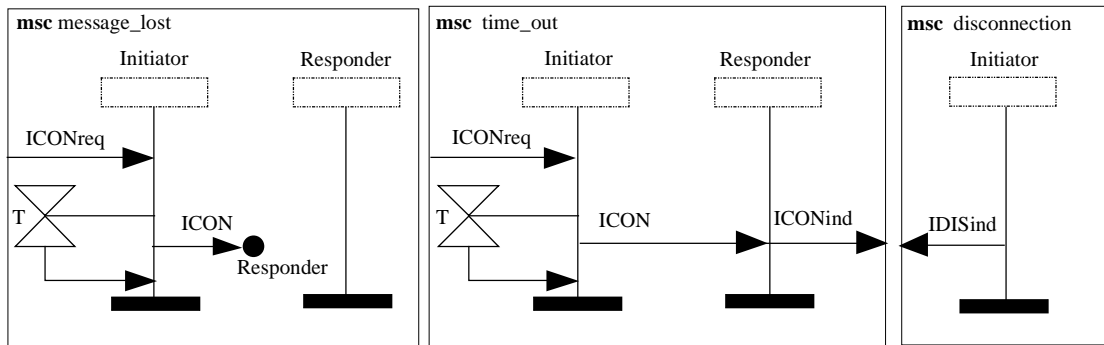 msc message_lost
Initiator
Responder
ICONreq
T
ICON
Responder
msc time_out
Initiator
Responder
ICONreq
T
ICON
ICONind
msc disconnection
Initiator
IDISind